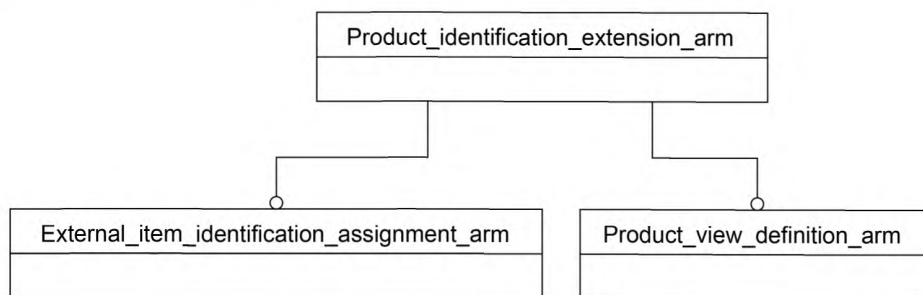 Product_identification_extension_arm
External_item_identification_assignment_arm
Product_view_definition_arm